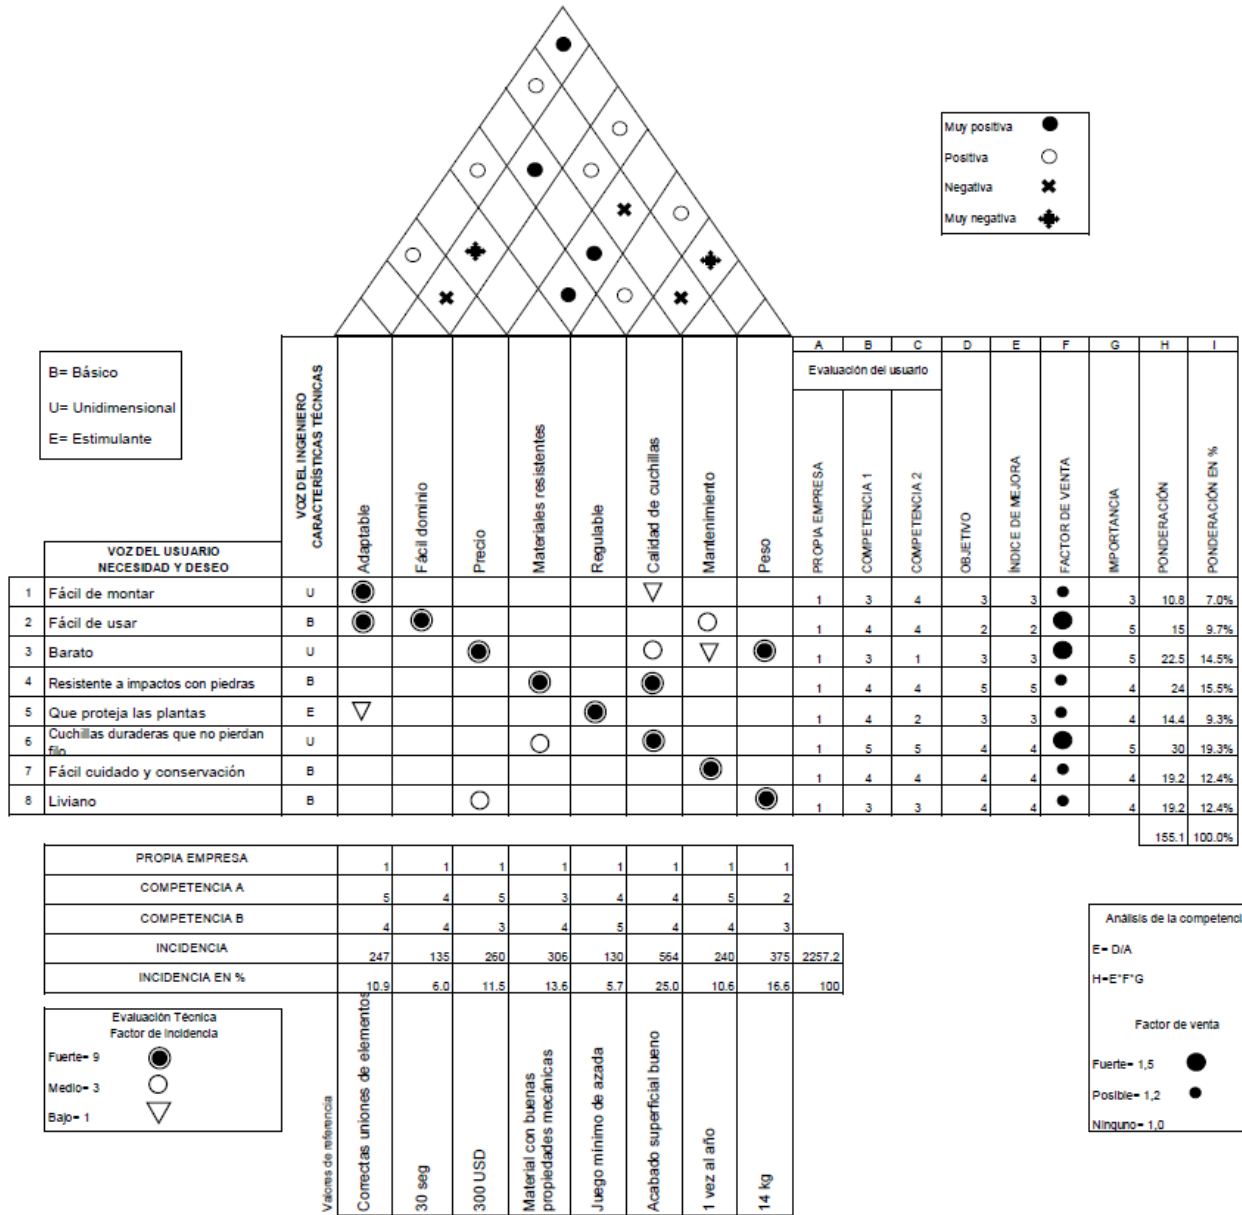 Muy positiva
Positiva
Negativa
Muy negativa
B= Básico
U= Unidimensional
E= Estimulante
VOZ DEL INGENIERO
CARACTERÍSTICAS TÉCNICAS
Adaptable
Fácil dominio
Precio
Materiales resistentes
Regulable
Calidad de cuchillas
Mantenimiento
Peso
A B C D E F G H I
Evaluación del usuario
PROPIA EMPRESA
COMPETENCIA 1
COMPETENCIA 2
OBJETIVO
ÍNDICE DE MEJORA
FACTOR DE VENTA
IMPORTANCIA
PONDERACIÓN
PONDERACIÓN EN %
VOZ DEL USUARIO
NECESIDAD Y DESEO
1 Fácil de montar U 1 3 4 3 3 3 10.8 7.0%
2 Fácil de usar B 1 4 4 2 2 5 15 9.7%
3 Barato U 1 3 1 3 3 5 22.5 14.5%
4 Resistente a impactos con piedras B 1 4 4 5 5 4 24 15.5%
5 Que proteja las plantas E 1 4 2 3 3 4 14.4 9.3%
6 Cuchillas duraderas que no pierdan
filo U 1 5 5 4 4 5 30 19.3%
7 Fácil cuidado y conservación B 1 4 4 4 4 4 19.2 12.4%
8 Liviano B 1 3 3 4 4 4 19.2 12.4%
155.1 100.0%
PROPIA EMPRESA 1 1 1 1 1 1 1 1
COMPETENCIA A 5 4 5 3 4 4 5 2
COMPETENCIA B 4 4 3 4 5 4 4 3
INCIDENCIA 247 135 260 306 130 564 240 375 2257.2
INCIDENCIA EN % 10.9 6.0 11.5 13.6 5.7 25.0 10.6 16.6 100
Evaluación Técnica
Factor de Incidencia
Fuerte= 9
Medio= 3
Bajo= 1
Valores de referencia
Correctas uniones de elementos
30 seg
300 USD
Material con buenas
propiedades mecánicas
Juego mínimo de azada
Acabado superficial bueno
1 vez al año
14 kg
Análisis de la competenci
E= D/A
H=E*F*G
Factor de venta
Fuerte= 1,5
Posible= 1,2
Ninguno= 1,0